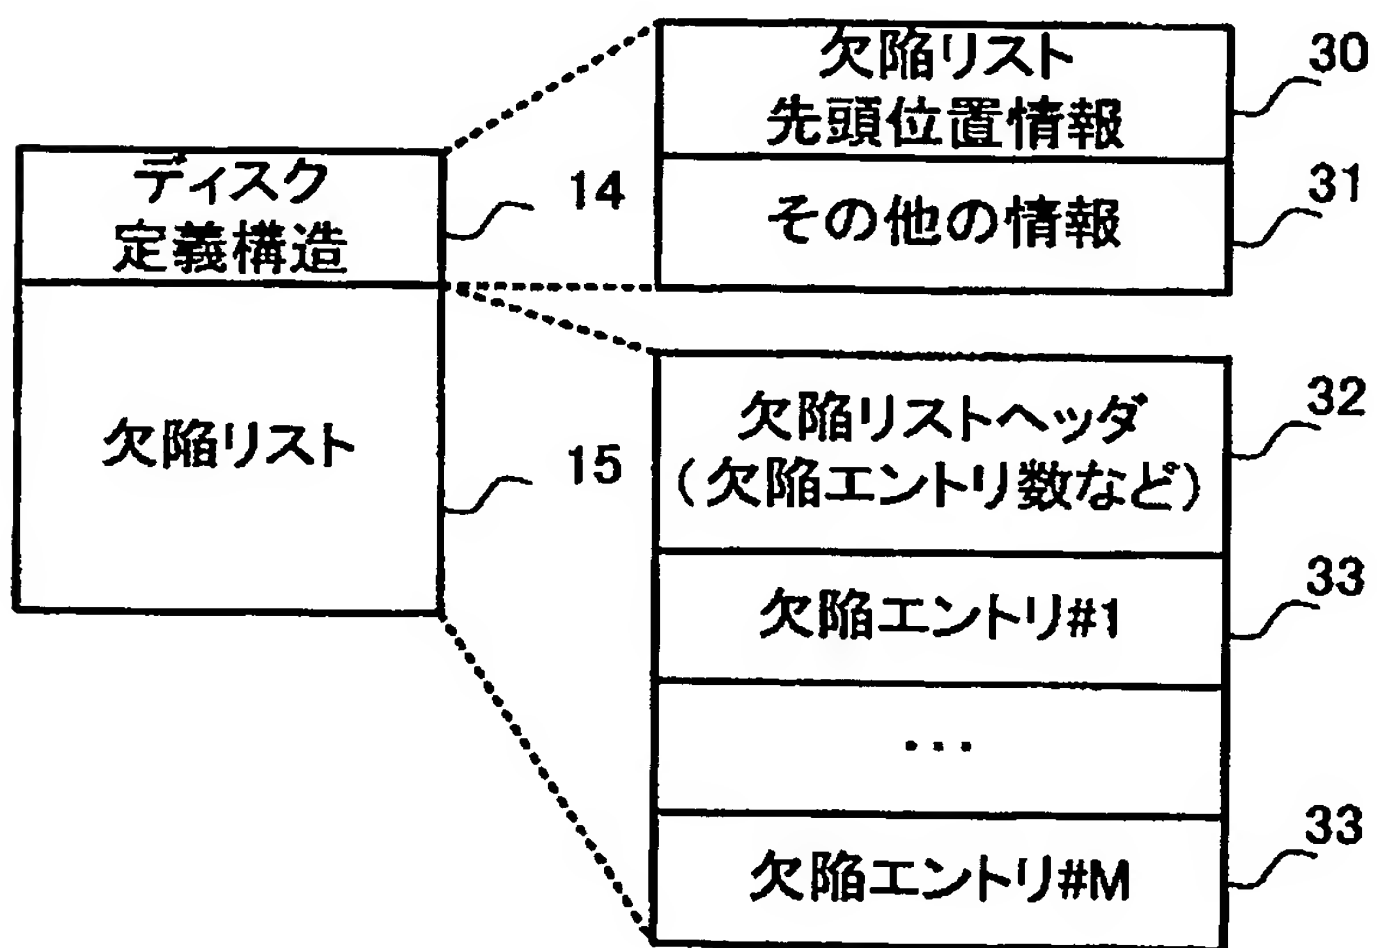 ディスク
定義構造
14
欠陥リスト
15
欠陥リスト
先頭位置情報
30
その他の情報
31
欠陥リストヘッダ
(欠陥エントリ数など)
32
欠陥エントリ#1
33
・・・
欠陥エントリ#M
33